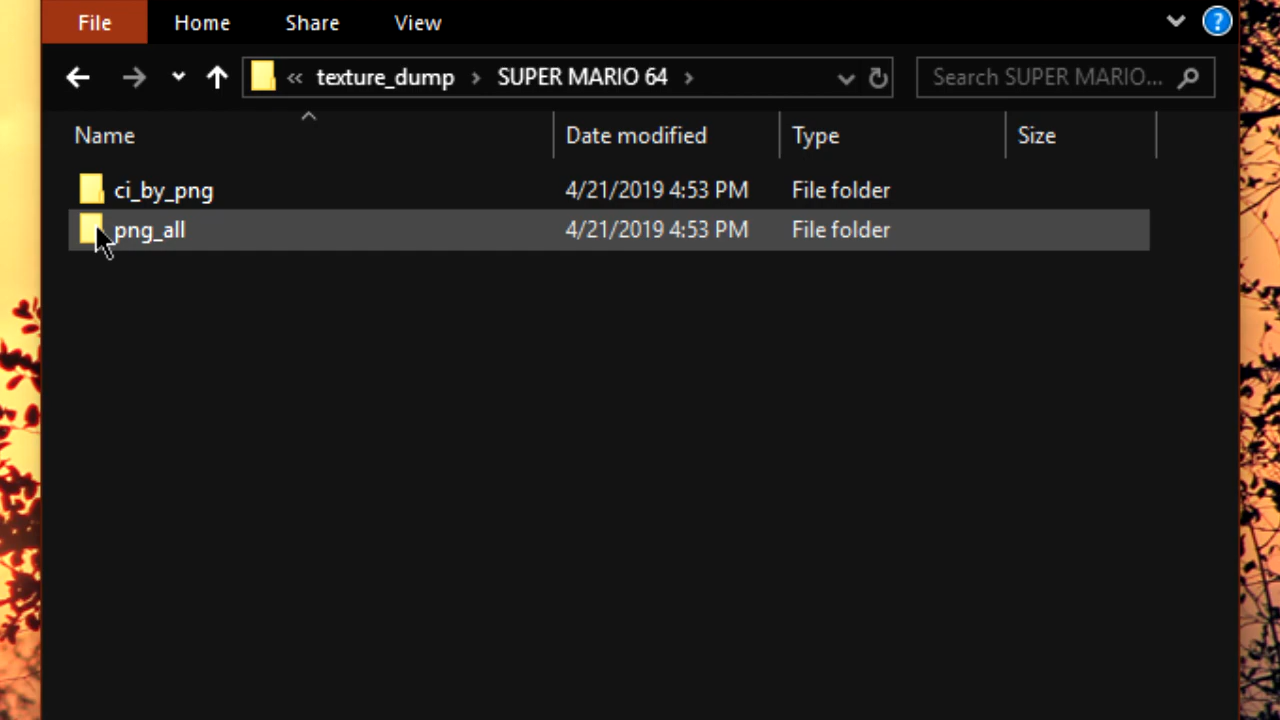 File Home Share View ?
« texture_dump › SUPER MARIO 64 › Search SUPER MARIO...
Name Date modified Type Size
ci_by_png 4/21/2019 4:53 PM File folder
png_all 4/21/2019 4:53 PM File folder